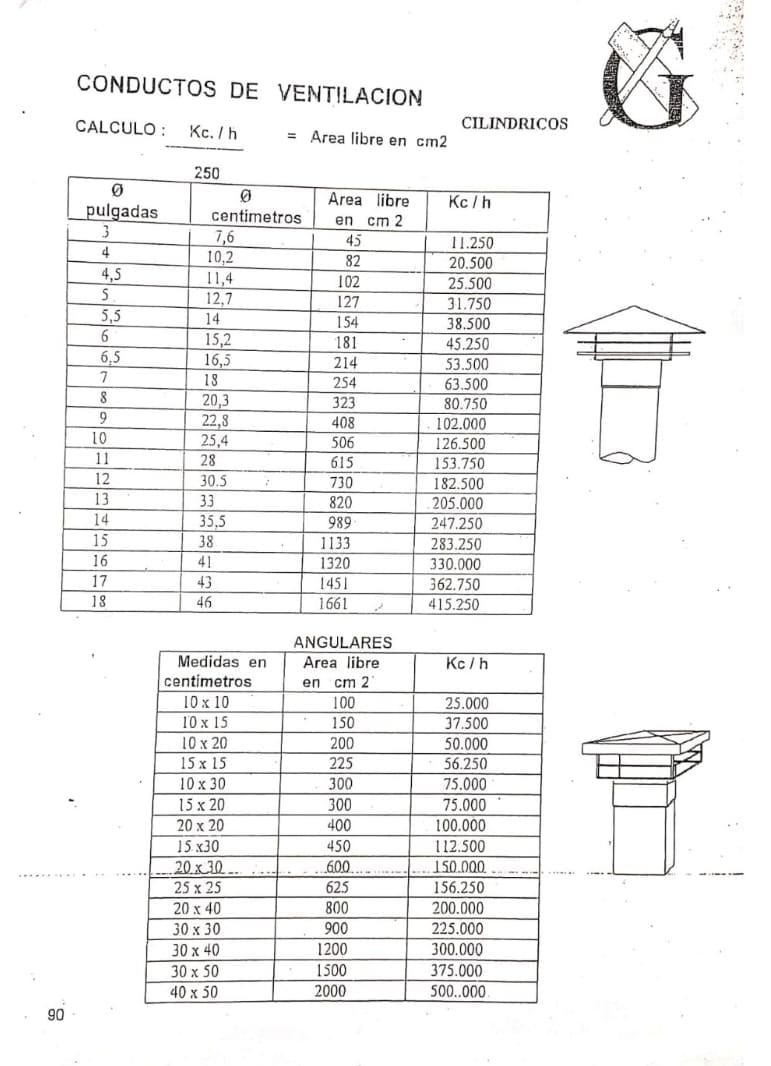 CONDUCTOS DE VENTILACION
CALCULO : Kc. / h = Area libre en cm2 CILINDRICOS
250
Ø pulgadas Ø centímetros Area libre en cm 2 Kc / h
3 7,6 45 11.250
4 10,2 82 20.500
4,5 11,4 102 25.500
5 12,7 127 31.750
5,5 14 154 38.500
6 15,2 181 45.250
6,5 16,5 214 53.500
7 18 254 63.500
8 20,3 323 80.750
9 22,8 408 102.000
10 25,4 506 126.500
11 28 615 153.750
12 30.5 730 182.500
13 33 820 205.000
14 35,5 989 247.250
15 38 1133 283.250
16 41 1320 330.000
17 43 1451 362.750
18 46 1661 415.250
ANGULARES
Medidas en centímetros Area libre en cm 2 Kc / h
10 x 10 100 25.000
10 x 15 150 37.500
10 x 20 200 50.000
15 x 15 225 56.250
10 x 30 300 75.000
15 x 20 300 75.000
20 x 20 400 100.000
15 x30 450 112.500
20 x 30 600 150.000
25 x 25 625 156.250
20 x 40 800 200.000
30 x 30 900 225.000
30 x 40 1200 300.000
30 x 50 1500 375.000
40 x 50 2000 500..000
90
G